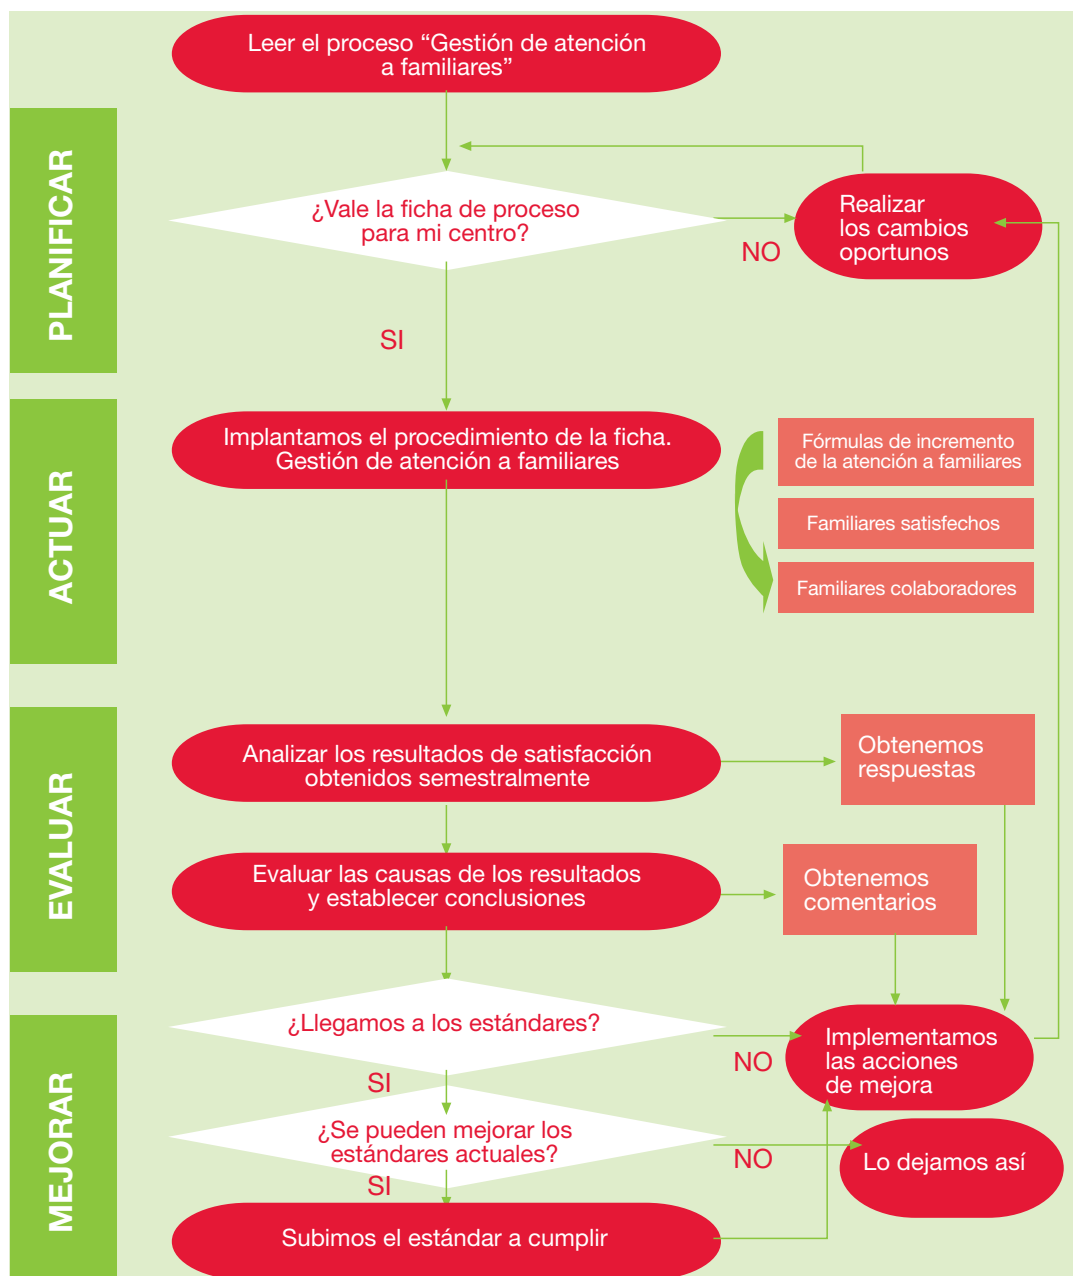 Leer el proceso “Gestión de atención
a familiares”
PLANIFICAR
¿Vale la ficha de proceso
para mi centro?
NO
Realizar
los cambios
oportunos
SI
ACTUAR
Implantamos el procedimiento de la ficha.
Gestión de atención a familiares
Fórmulas de incremento
de la atención a familiares
Familiares satisfechos
Familiares colaboradores
EVALUAR
Analizar los resultados de satisfacción
obtenidos semestralmente
Obtenemos
respuestas
Evaluar las causas de los resultados
y establecer conclusiones
Obtenemos
comentarios
MEJORAR
¿Llegamos a los estándares?
NO
Implementamos
las acciones
de mejora
SI
¿Se pueden mejorar los
estándares actuales?
NO
Lo dejamos así
SI
Subimos el estándar a cumplir